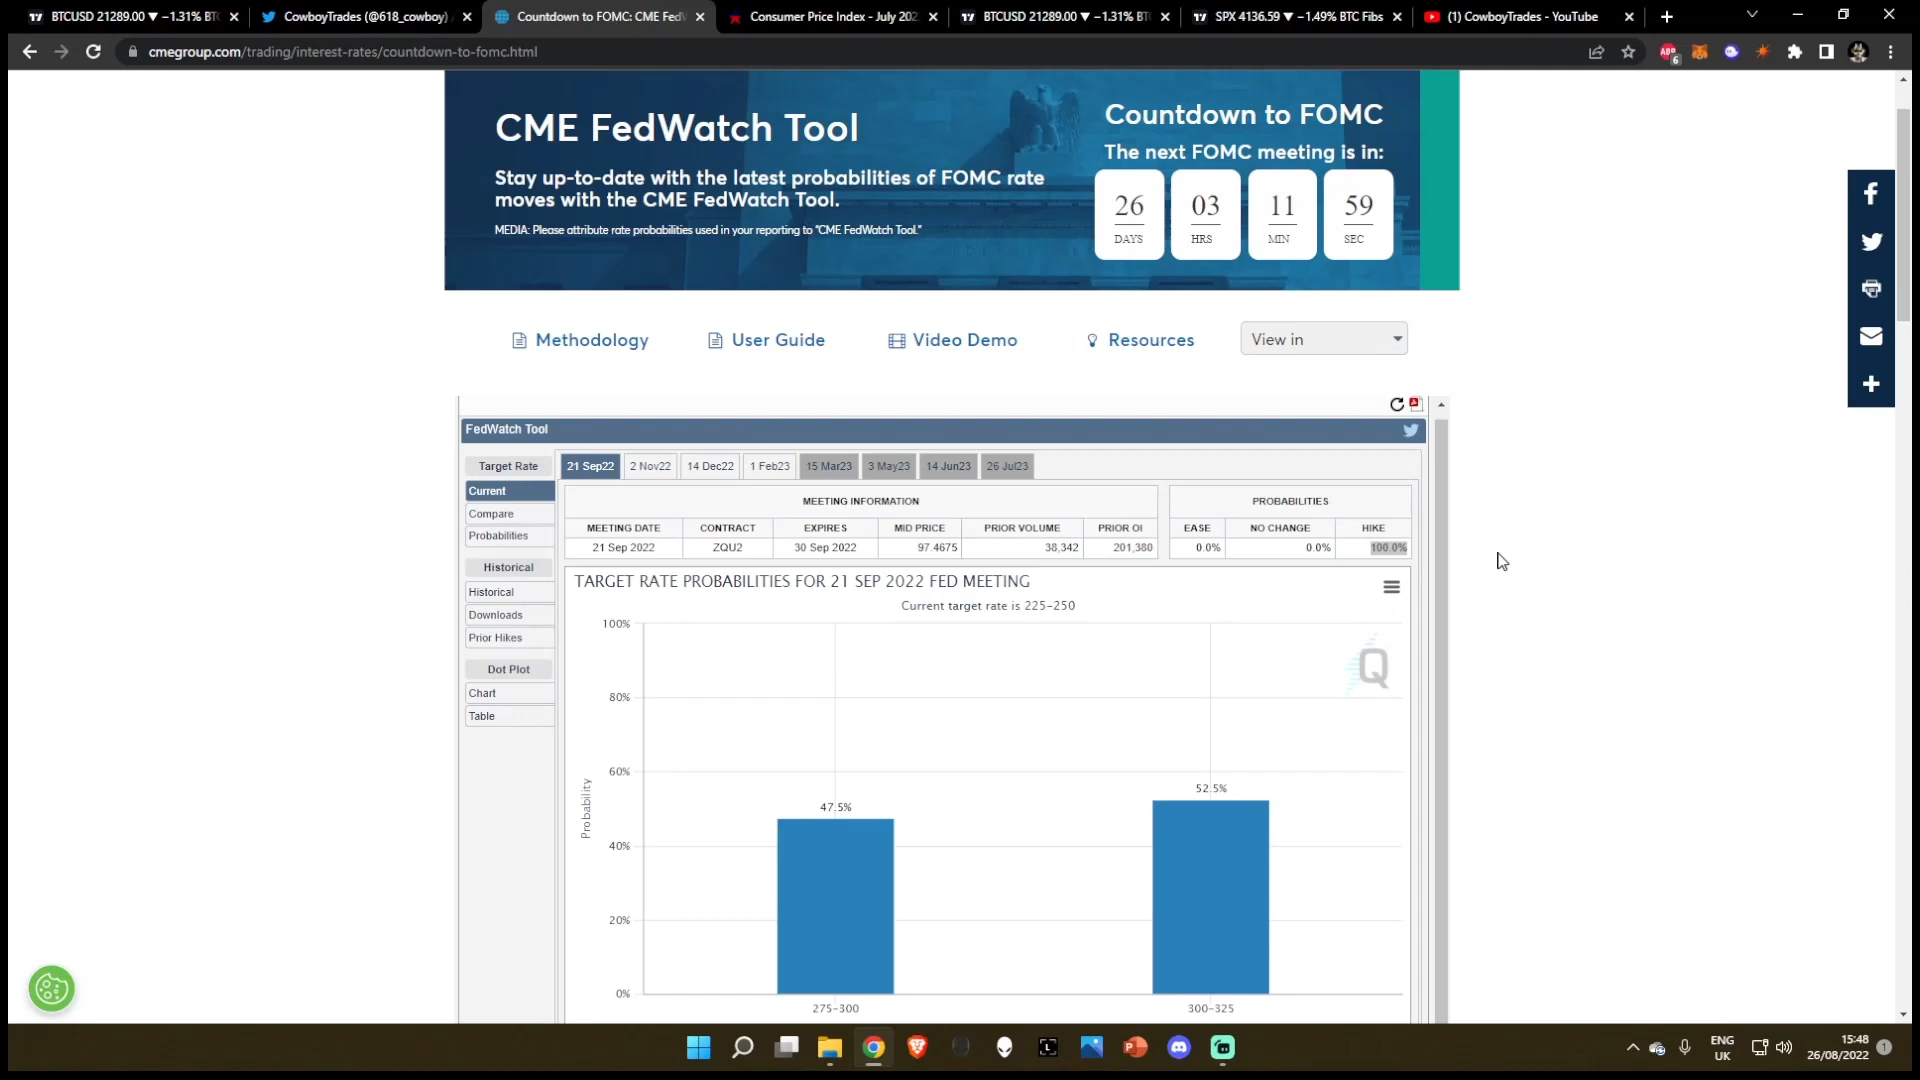 BTCUSD 21289.00 ▼ −1.31% BTC
CowboyTrades (@618_cowboy) /
Countdown to FOMC: CME FedW
Consumer Price Index - July 202
BTCUSD 21289.00 ▼ −1.31% BTC
SPX 4136.59 ▼ −1.49% BTC Fibs
(1) CowboyTrades - YouTube
cmegroup.com/trading/interest-rates/countdown-to-fomc.html
ABP
6
CME FedWatch Tool
Stay up-to-date with the latest probabilities of FOMC rate
moves with the CME FedWatch Tool.
MEDIA: Please attribute rate probabilities used in your reporting to "CME FedWatch Tool."
Countdown to FOMC
The next FOMC meeting is in:
26 03 11 59
DAYS HRS MIN SEC
Methodology User Guide Video Demo Resources View in
FedWatch Tool
Target Rate
Current
Compare
Probabilities
Historical
Historical
Downloads
Prior Hikes
Dot Plot
Chart
Table
21 Sep22 2 Nov22 14 Dec22 1 Feb23 15 Mar23 3 May23 14 Jun23 26 Jul23
MEETING INFORMATION
MEETING DATE CONTRACT EXPIRES MID PRICE PRIOR VOLUME PRIOR OI
21 Sep 2022 ZQU2 30 Sep 2022 97.4675 38,342 201,380
PROBABILITIES
EASE NO CHANGE HIKE
0.0% 0.0% 100.0%
TARGET RATE PROBABILITIES FOR 21 SEP 2022 FED MEETING
Current target rate is 225-250
Q
Probability
100%
80%
60%
40%
20%
0%
47.5%
52.5%
275-300
300-325
ENG
UK
15:48
26/08/2022
1